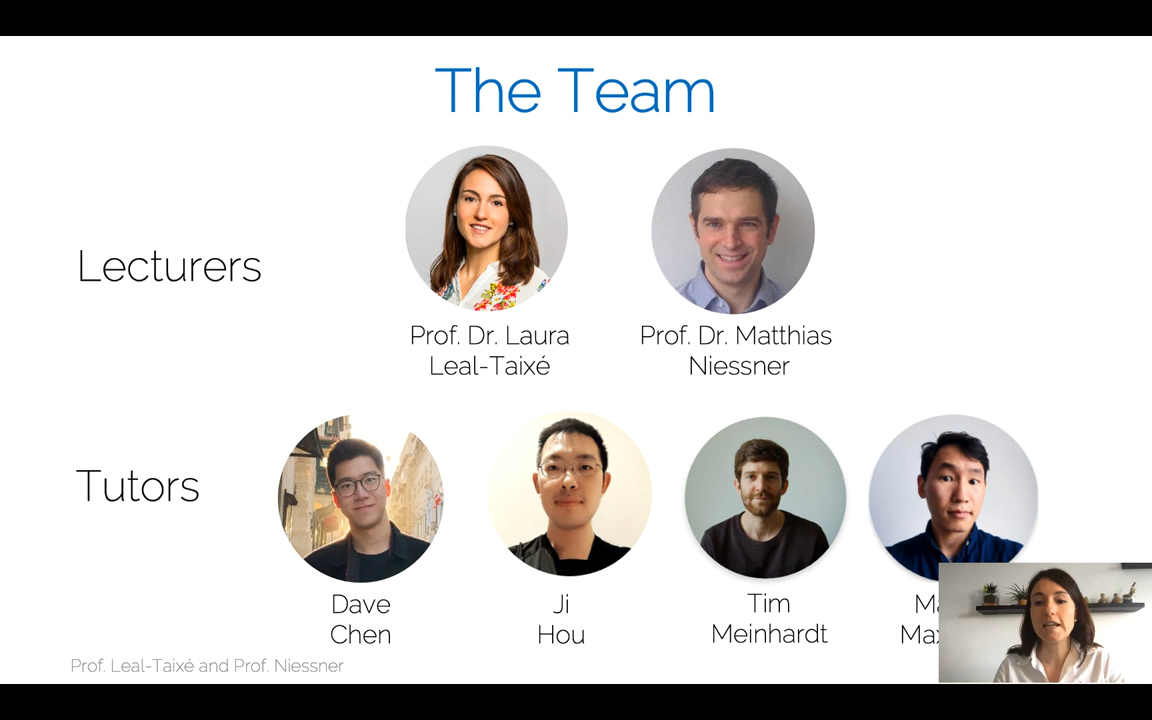 The Team
Lecturers
Prof. Dr. Laura
Leal-Taixé
Prof. Dr. Matthias
Niessner
Tutors
Dave
Chen
Ji
Hou
Tim
Meinhardt
Prof. Leal-Taixé and Prof. Niessner